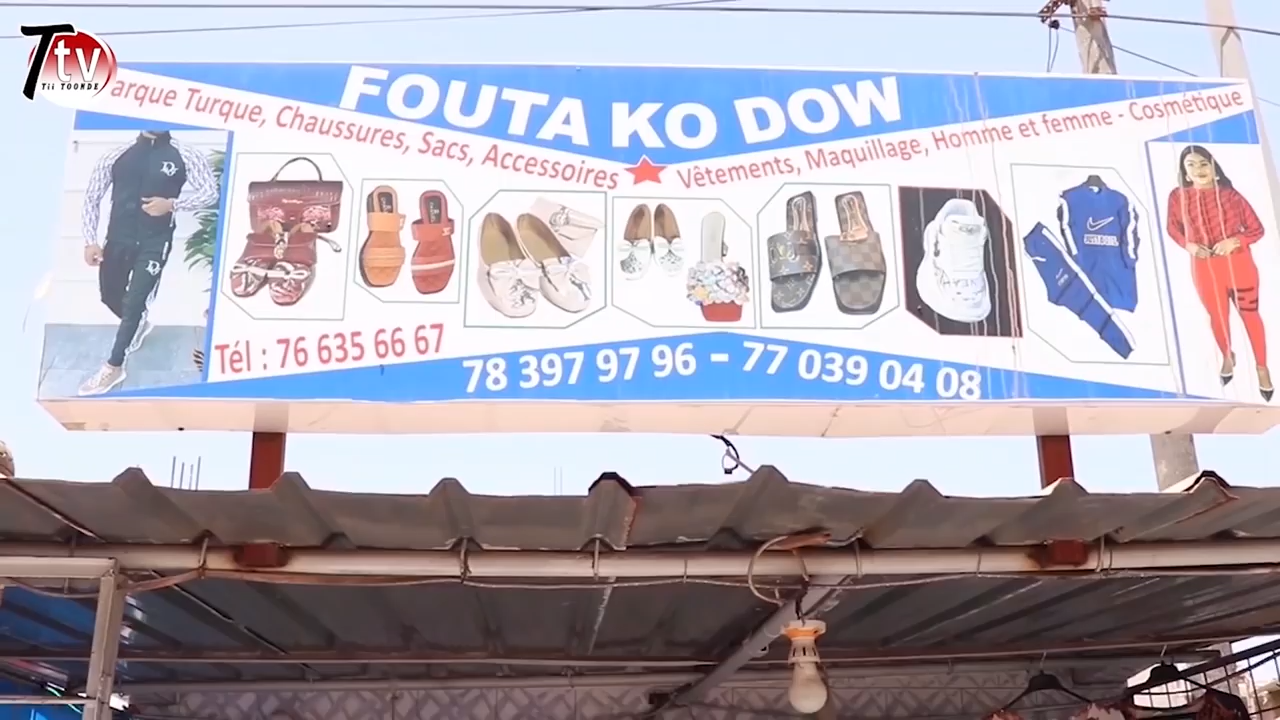 Ttv
Tii TOONDE
FOUTA KO DOW
arque Turque, Chaussures, Sacs, Accessoires
Vêtements, Maquillage, Homme et femme - Cosmétique
Tél : 76 635 66 67
78 397 97 96 - 77 039 04 08